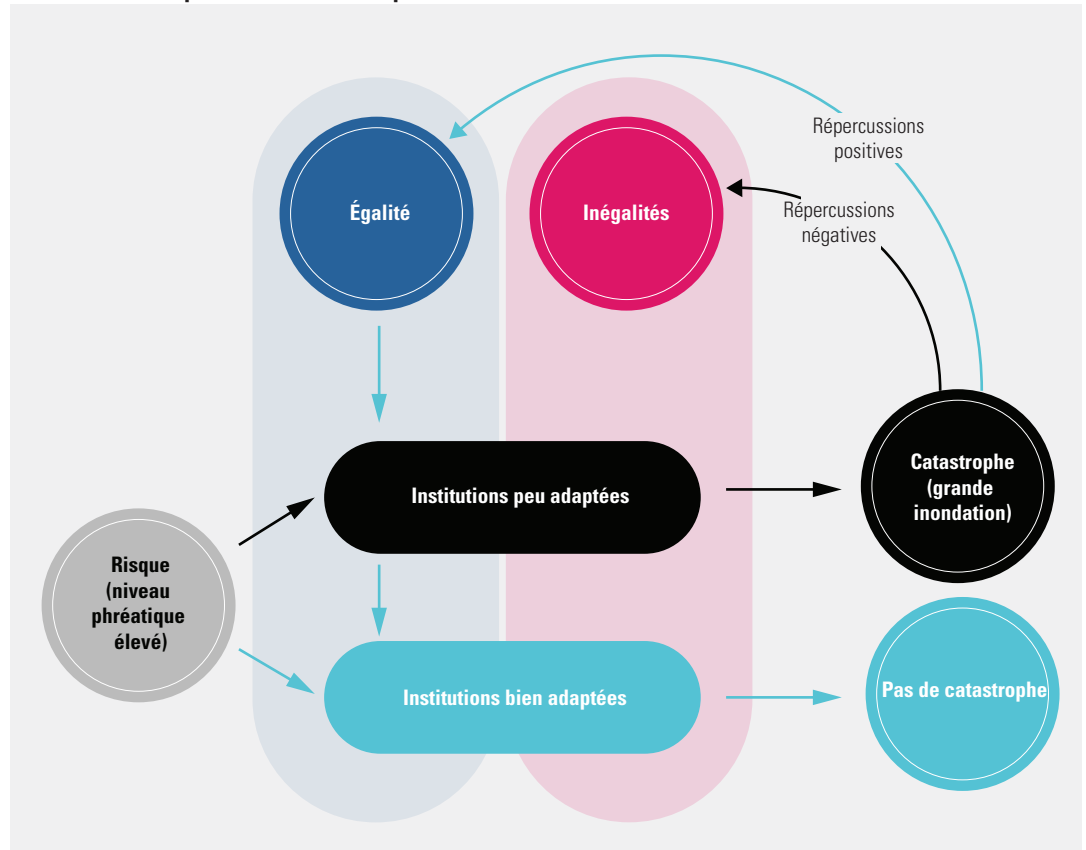 Répercussions
positives
Égalité
Inégalités
Répercussions
négatives
Catastrophe
(grande
inondation)
Institutions peu adaptées
Risque
(niveau
phréatique
élevé)
Institutions bien adaptées
Pas de catastrophe